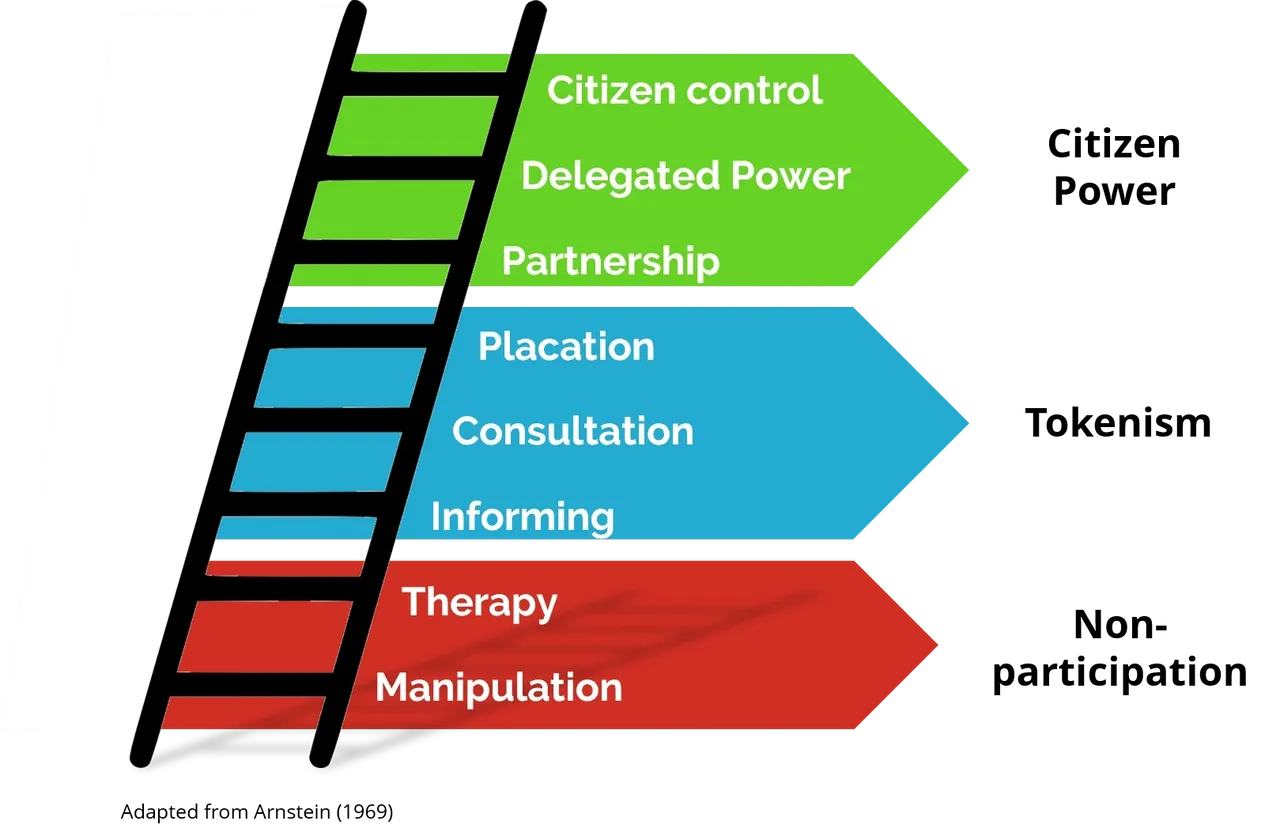 Citizen control
Delegated Power
Partnership
Citizen
Power
Placation
Consultation
Informing
Tokenism
Therapy
Manipulation
Non-
participation
Adapted from Arnstein (1969)